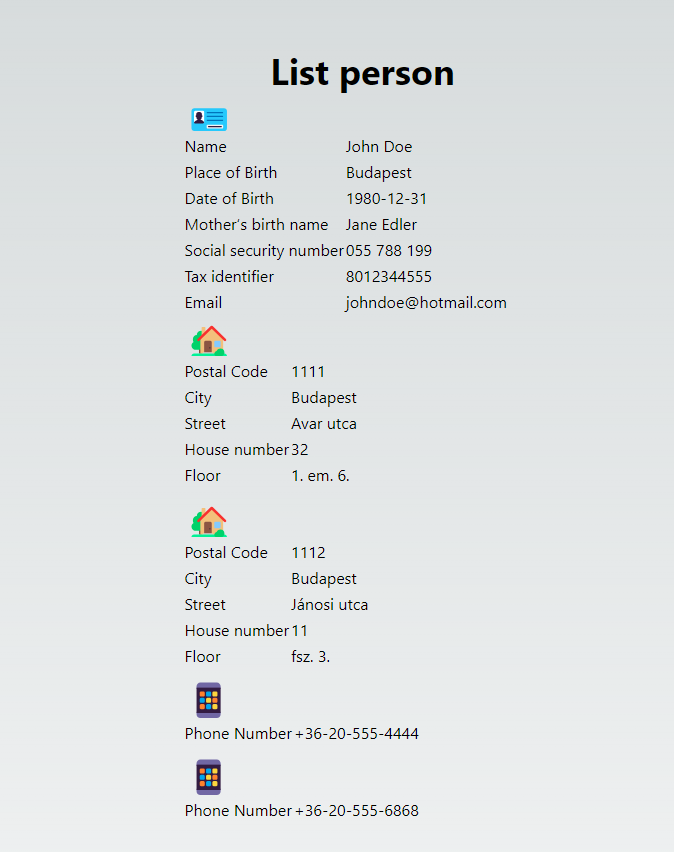 List person
Name John Doe
Place of Birth Budapest
Date of Birth 1980-12-31
Mother's birth name Jane Edler
Social security number 055 788 199
Tax identifier 8012344555
Email johndoe@hotmail.com
Postal Code 1111
City Budapest
Street Avar utca
House number 32
Floor 1. em. 6.
Postal Code 1112
City Budapest
Street Jánosi utca
House number 11
Floor fsz. 3.
Phone Number +36-20-555-4444
Phone Number +36-20-555-6868